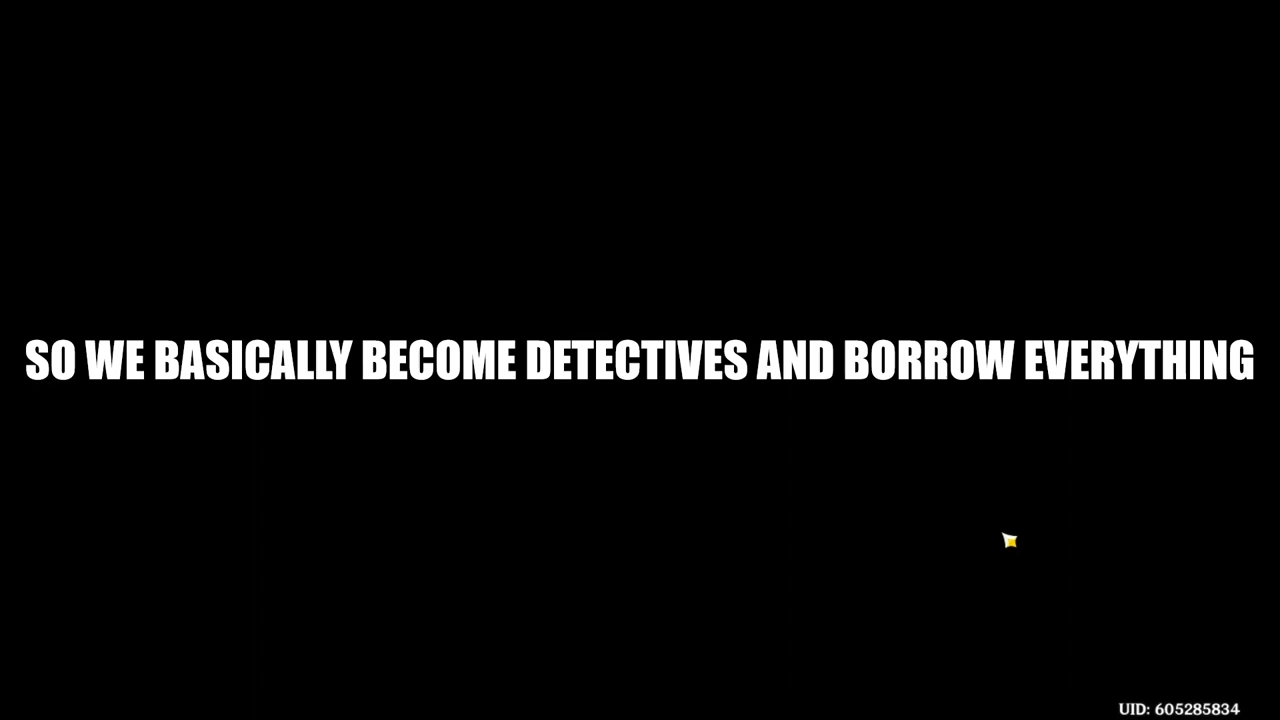 SO WE BASICALLY BECOME DETECTIVES AND BORROW EVERYTHING
UID: 605285834